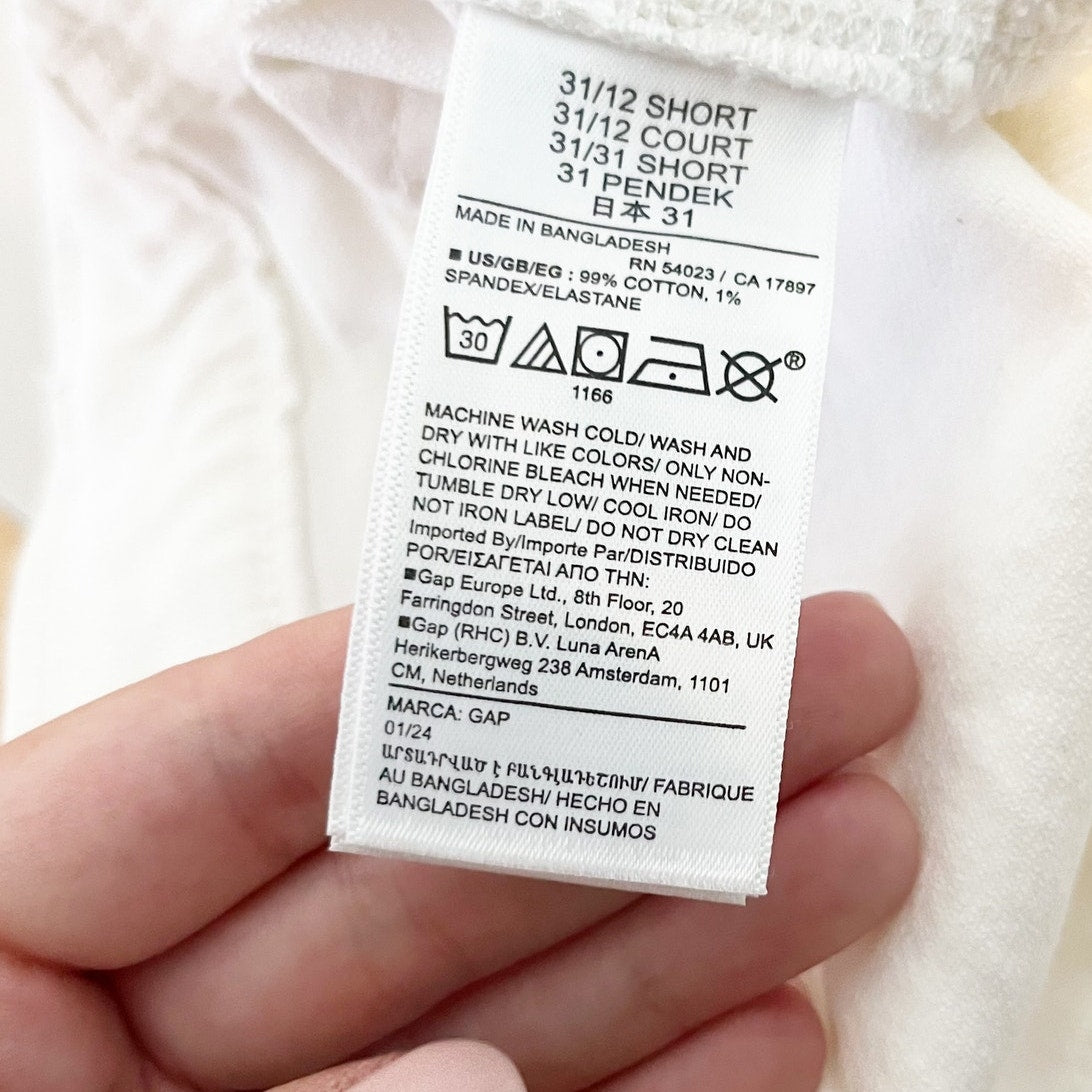 31/12 SHORT
31/12 COURT
31/31 SHORT
31 PENDEK
日本 31
MADE IN BANGLADESH
RN 54023 / CA 17897
■ US/GB/EG : 99% COTTON, 1%
SPANDEX/ELASTANE
30
®
1166
MACHINE WASH COLD/ WASH AND
DRY WITH LIKE COLORS/ ONLY NON-
CHLORINE BLEACH WHEN NEEDED/
TUMBLE DRY LOW/ COOL IRON/ DO
NOT IRON LABEL/ DO NOT DRY CLEAN
Imported By/Importe Par/DISTRIBUIDO
POR/ΕΙΣΑΓΕΤΑΙ ΑΠΟ ΤΗΝ:
■Gap Europe Ltd., 8th Floor, 20
Farringdon Street, London, EC4A 4AB, UK
■Gap (RHC) B.V. Luna ArenA
Herikerbergweg 238 Amsterdam, 1101
CM, Netherlands
MARCA: GAP
01/24
ԱՐՏԱԴՐՎԱԾ Է ԲԱՆԳԼԱԴԵՇՈՒՄ/ FABRIQUE
AU BANGLADESH/ HECHO EN
BANGLADESH CON INSUMOS